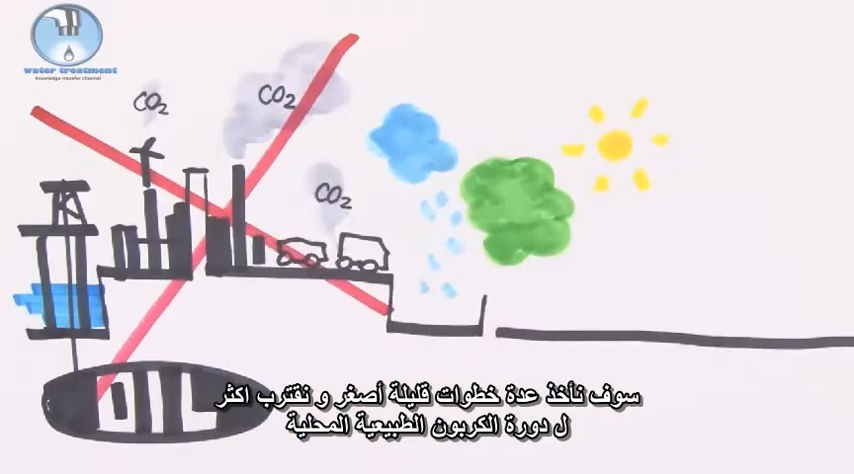 water treatment
knowledge transfer channel
CO₂
CO₂
CO₂
OIL
سوف نأخذ عدة خطوات قليلة أصغر و نقترب اكثر
ل دورة الكربون الطبيعية المحلية